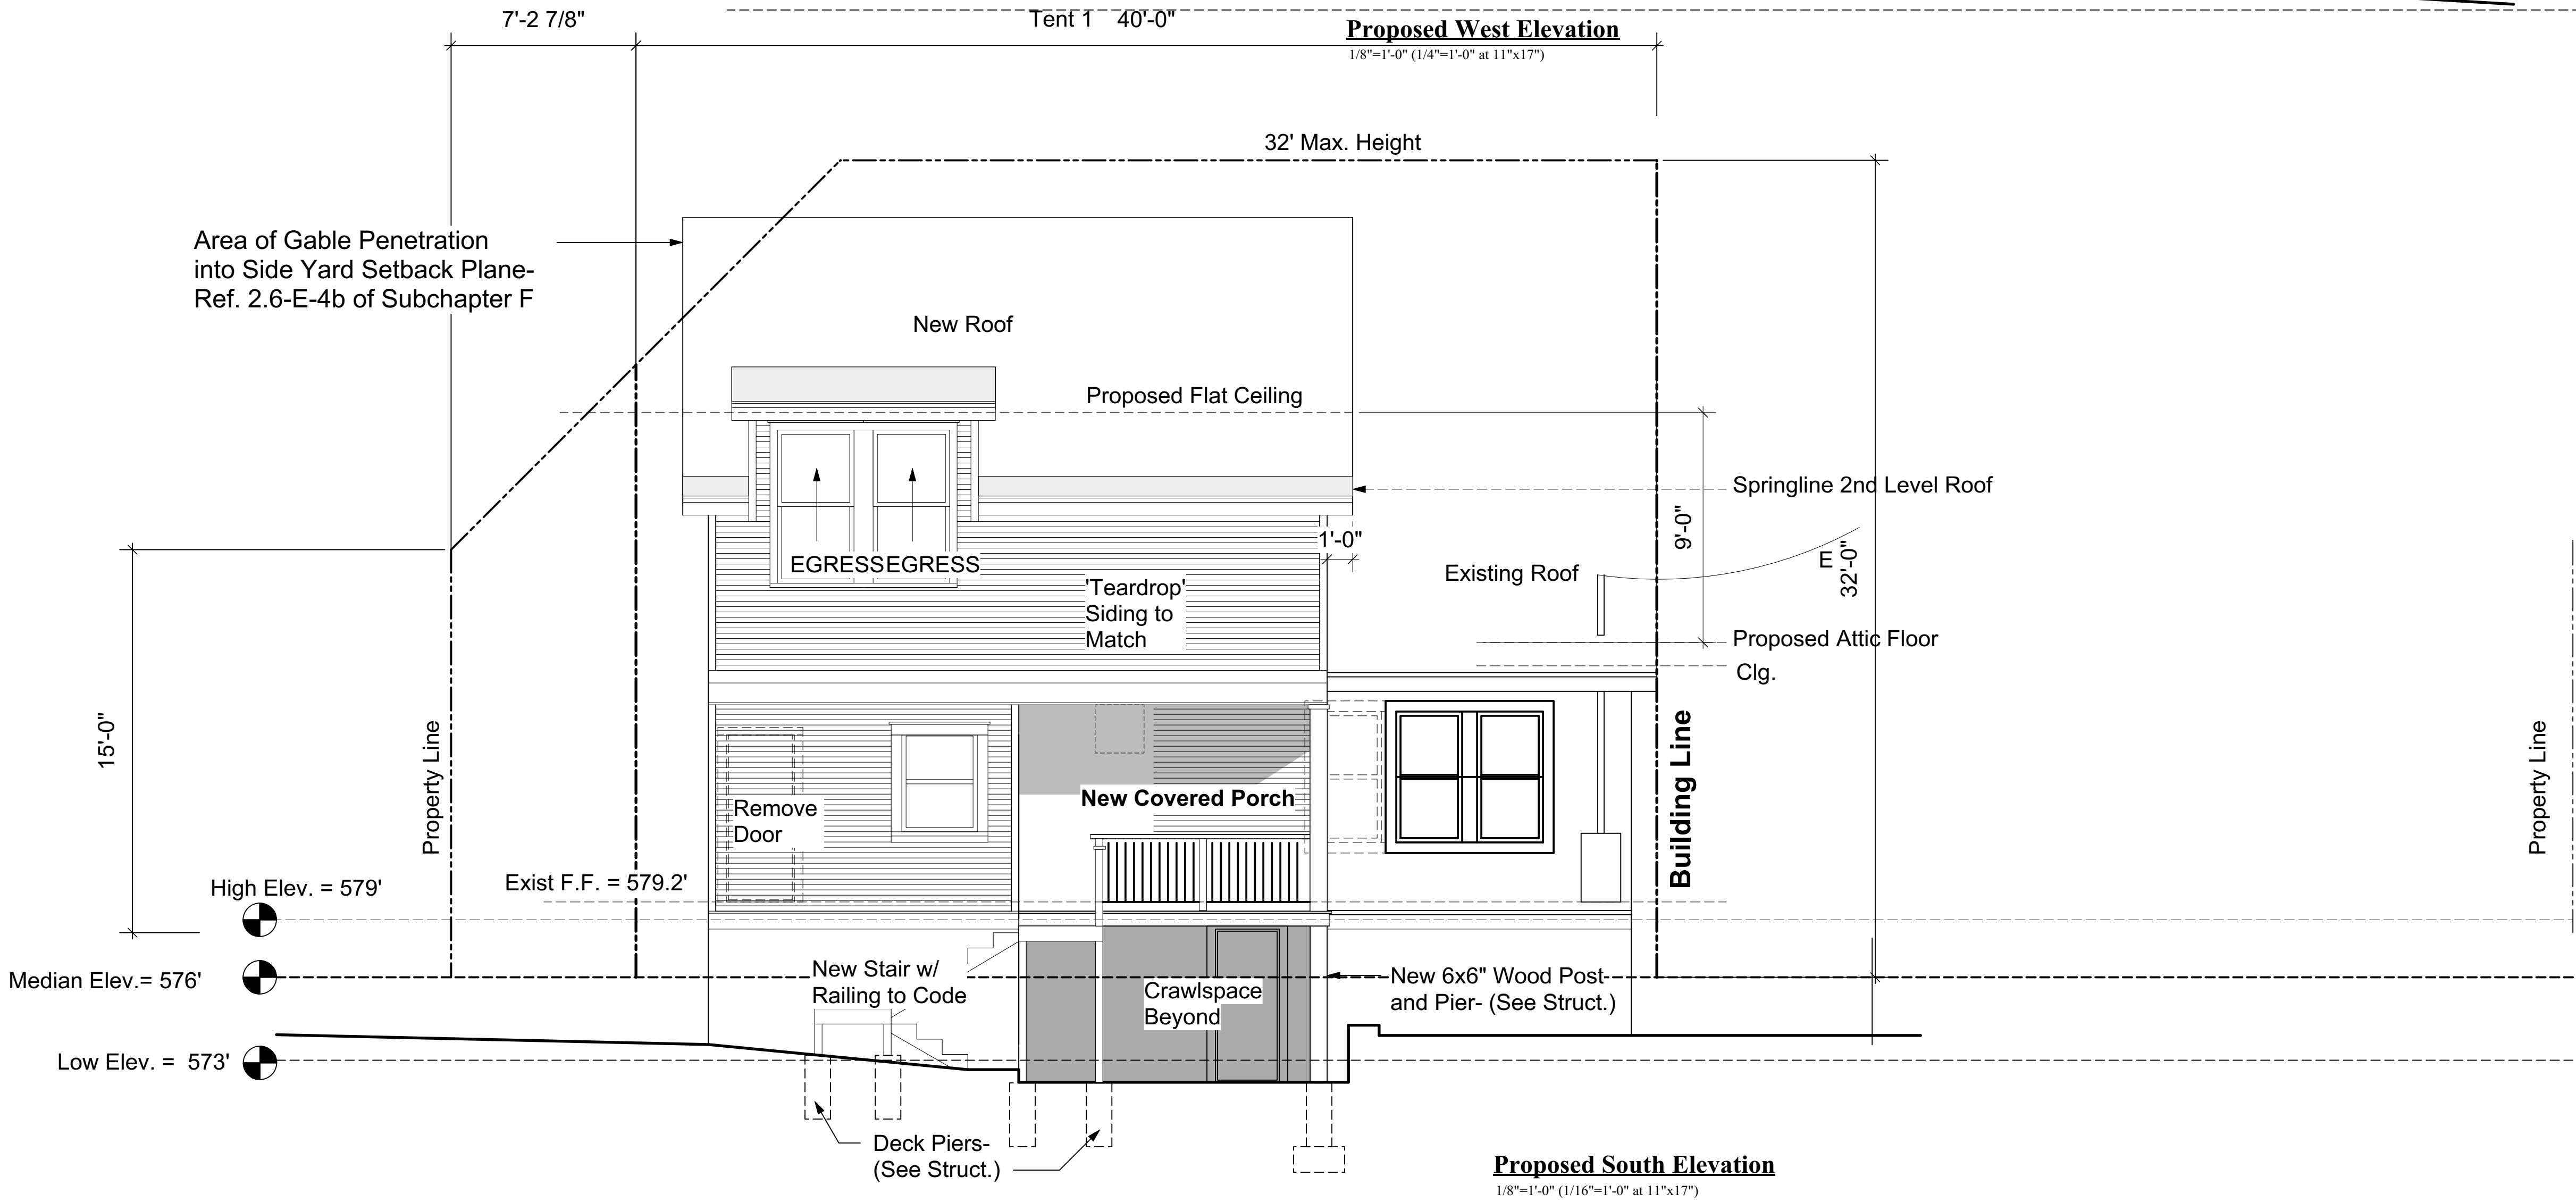 7'-2 7/8"
Tent 1 40'-0"
Proposed West Elevation
1/8"=1'-0" (1/4"=1'-0" at 11"x17")
32' Max. Height
Area of Gable Penetration
into Side Yard Setback Plane-
Ref. 2.6-E-4b of Subchapter F
New Roof
Proposed Flat Ceiling
Springline 2nd Level Roof
9'-0"
1'-0"
EGRESS EGRESS
E
32'-0"
Existing Roof
'Teardrop'
Siding to
Match
Proposed Attic Floor
Clg.
15'-0"
Property Line
Building Line
Property Line
Remove
Door
New Covered Porch
High Elev. = 579'
Exist F.F. = 579.2'
Median Elev.= 576'
New Stair w/
Railing to Code
Crawlspace
Beyond
New 6x6" Wood Post
and Pier- (See Struct.)
Low Elev. = 573'
Deck Piers-
(See Struct.)
Proposed South Elevation
1/8"=1'-0" (1/16"=1'-0" at 11"x17")